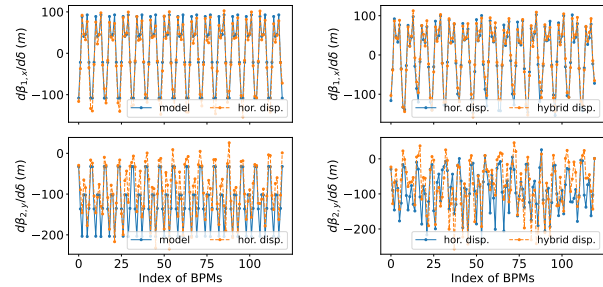 100
0
−100
dβ1,x/dδ (m)
model
hor. disp.
100
0
−100
dβ1,x/dδ (m)
hor. disp.
hybrid disp.
0
−100
−200
dβ2,y/dδ (m)
model
hor. disp.
0 25 50 75 100
Index of BPMs
0
−100
−200
dβ2,y/dδ (m)
hor. disp.
hybrid disp.
0 25 50 75 100
Index of BPMs